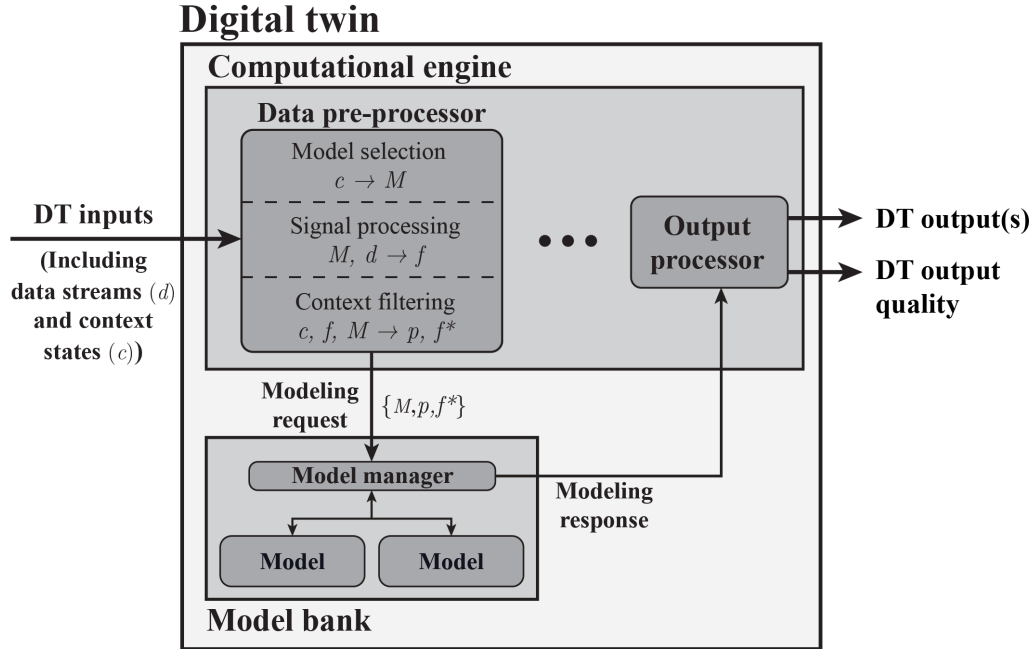 Digital twin
Computational engine
Data pre-processor
Model selection
c → M
Signal processing
M, d → f
Context filtering
c, f, M → p, f*
DT inputs
(Including
data streams (d)
and context
states (c))
Output
processor
DT output(s)
DT output
quality
Modeling
request
{M,p,f*}
Model manager
Modeling
response
Model
Model
Model bank